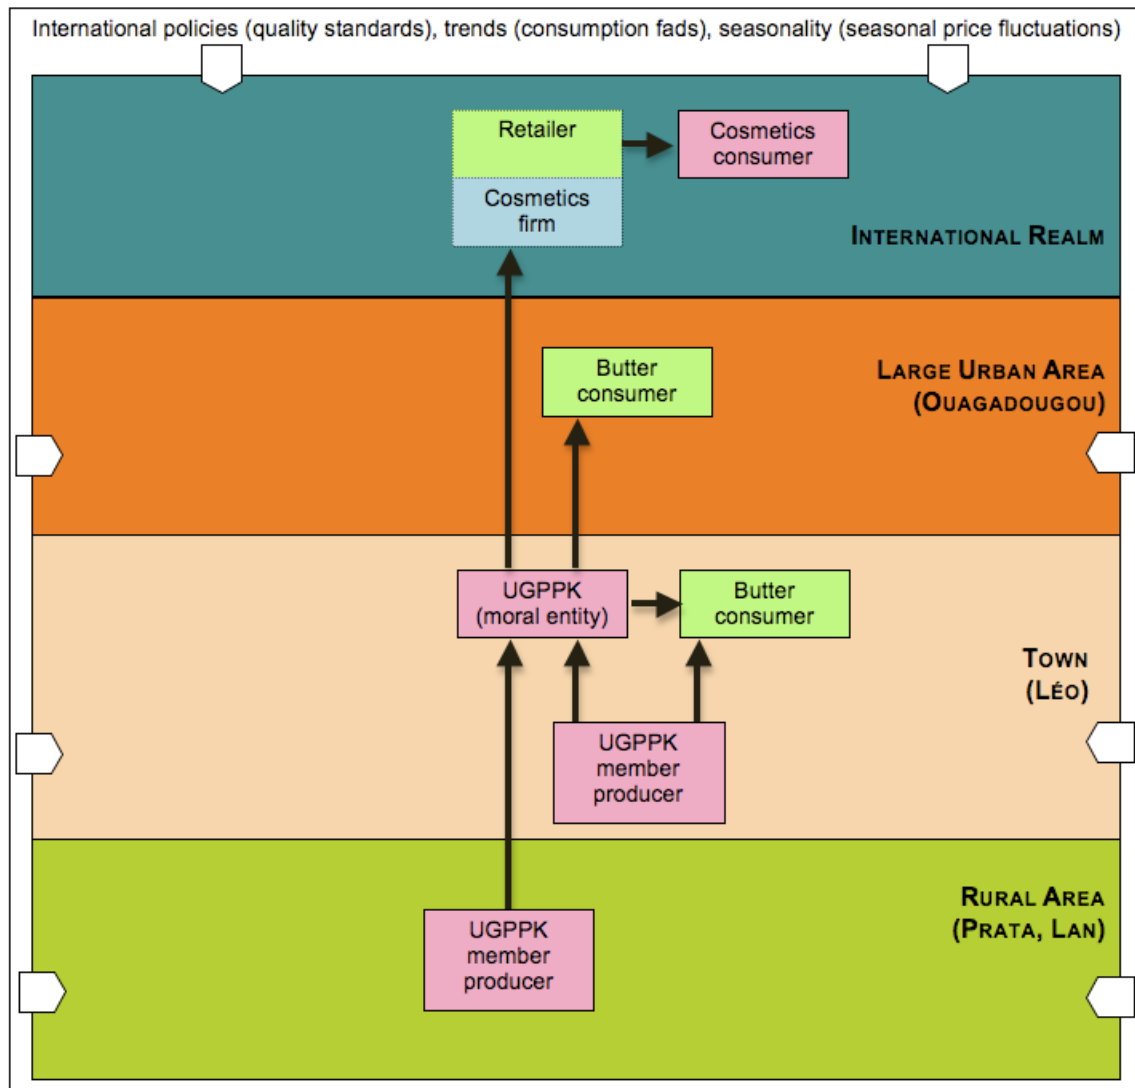 International policies (quality standards), trends (consumption fads), seasonality (seasonal price fluctuations)
Retailer
Cosmetics
firm
Cosmetics
consumer
INTERNATIONAL REALM
Butter
consumer
LARGE URBAN AREA
(OUAGADOUGOU)
UGPPK
(moral entity)
Butter
consumer
TOWN
(LÉO)
UGPPK
member
producer
RURAL AREA
(PRATA, LAN)
UGPPK
member
producer